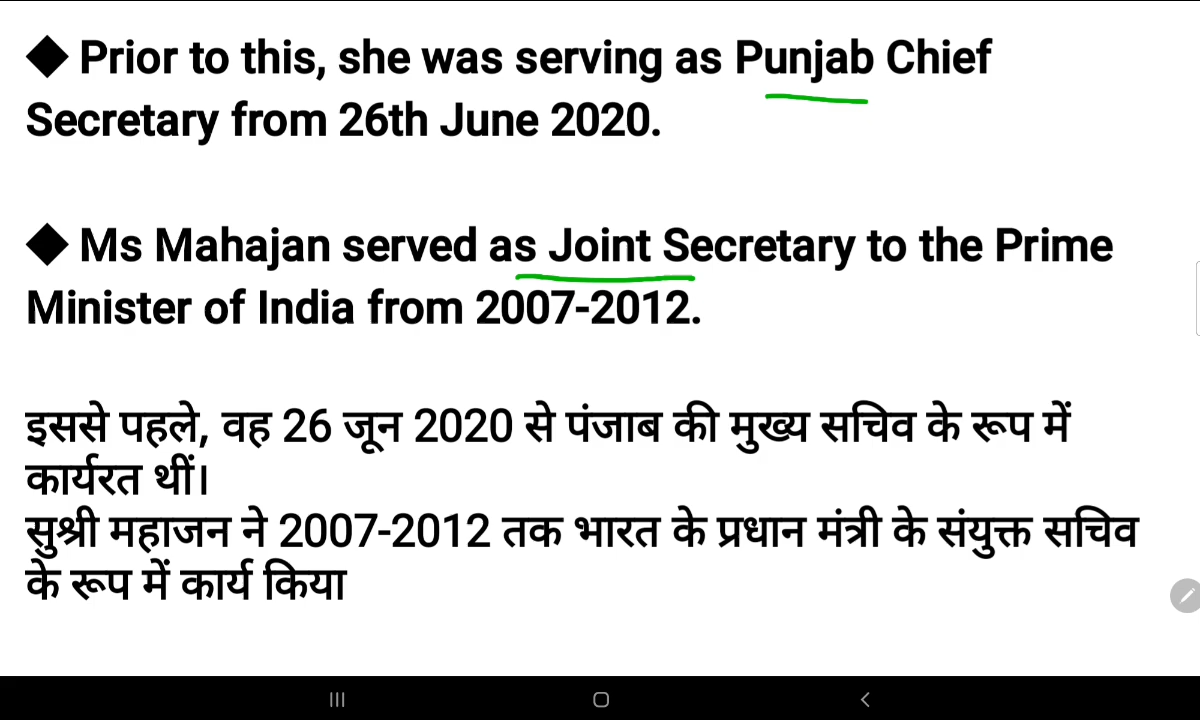 ◆ Prior to this, she was serving as Punjab Chief
Secretary from 26th June 2020.
◆ Ms Mahajan served as Joint Secretary to the Prime
Minister of India from 2007-2012.
इससे पहले, वह 26 जून 2020 से पंजाब की मुख्य सचिव के रूप में
कार्यरत थीं।
सुश्री महाजन ने 2007-2012 तक भारत के प्रधान मंत्री के संयुक्त सचिव
के रूप में कार्य किया